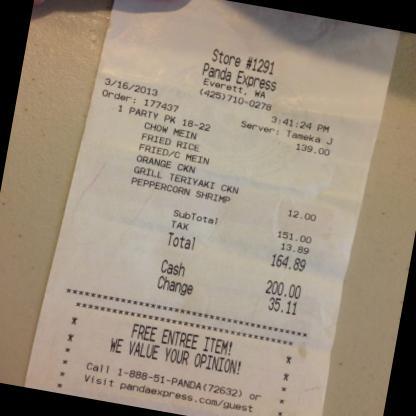 Store #1291
Panda Express
Everett, WA
(425)710-0278
3/16/2013 3:41:24 PM
Order: 177437 Server: Tameka J
1 PARTY PK 18-22 139.00
CHOW MEIN
FRIED RICE
FRIED/C MEIN
ORANGE CKN
GRILL TERIYAKI CKN
PEPPERCORN SHRIMP 12.00
SubTotal 151.00
TAX 13.89
Total 164.89
Cash 200.00
Change 35.11
FREE ENTREE ITEM!
WE VALUE YOUR OPINION!
Call 1-888-51-PANDA(72632) or
Visit pandaexpress.com/guest